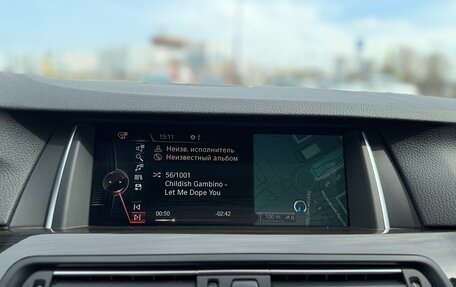 15:11
Неизв. исполнитель
Неизвестный альбом
56/1001
Childish Gambino -
Let Me Dope You
00:50
-02:42
100 m